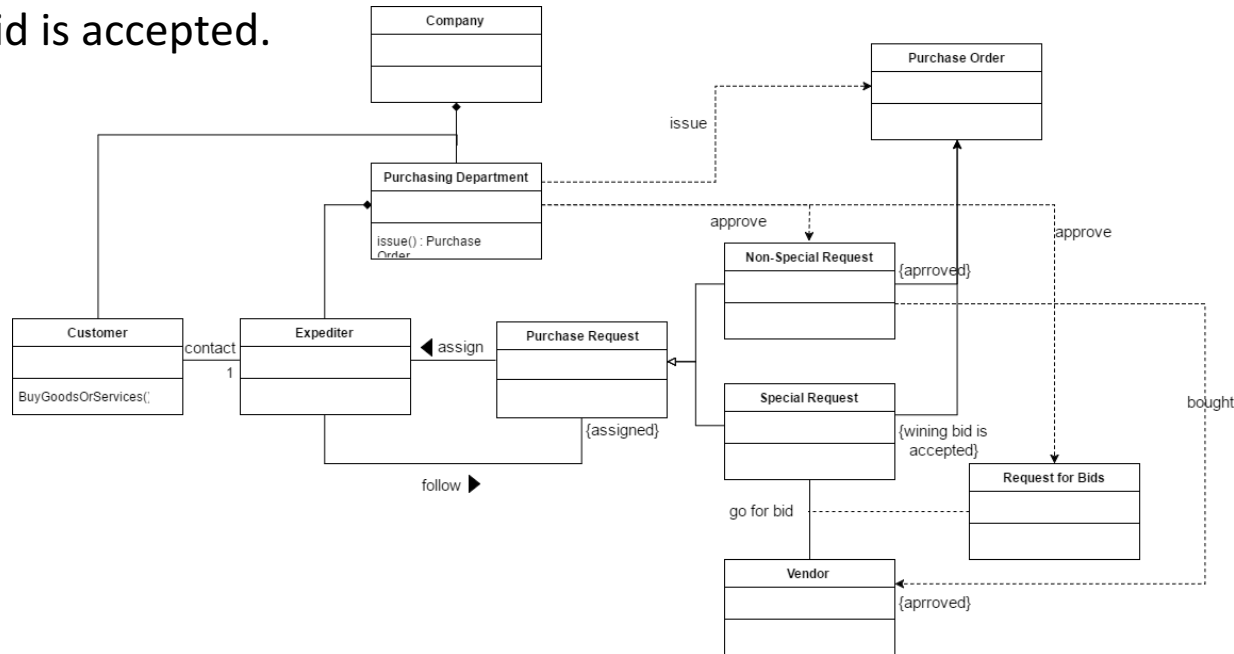 id is accepted.
Company
Purchase Order
issue
Purchasing Department
issue() : Purchase
Order
approve
approve
Non-Special Request
{aprroved}
Customer
Expediter
Purchase Request
contact
assign
1
BuyGoodsOrServices(
Special Request
bought
{assigned}
{wining bid is
accepted}
follow
Request for Bids
go for bid
Vendor
{aprroved}